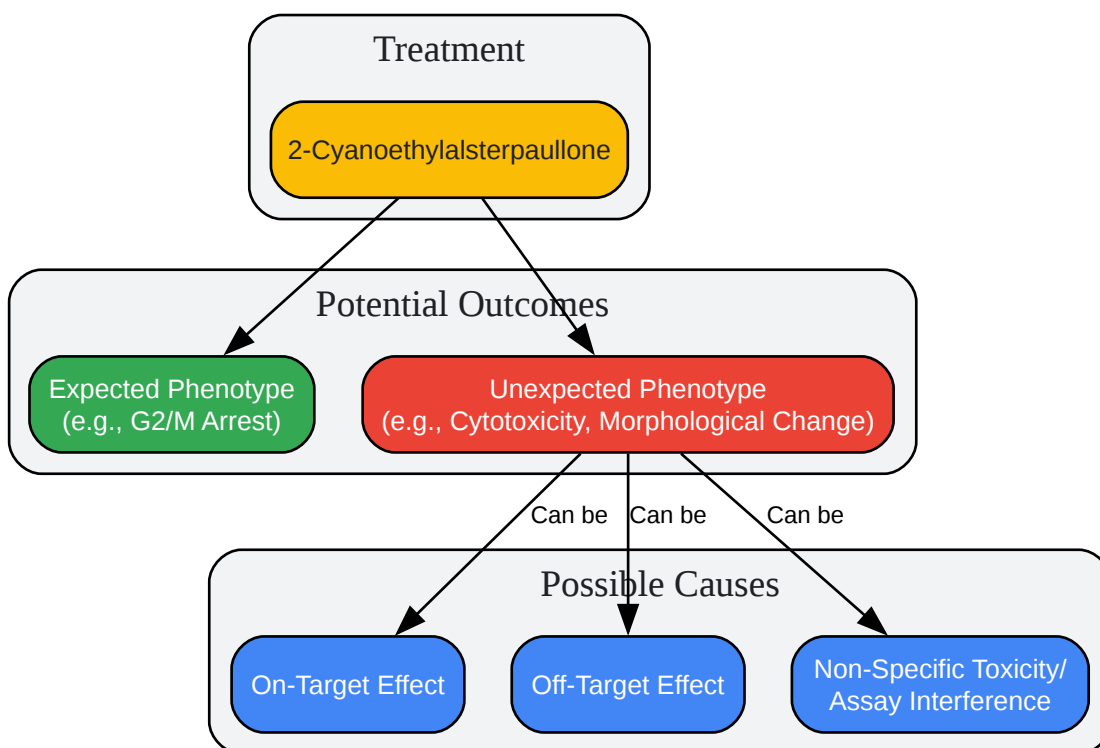 Treatment
2-Cyanoethylalsterpaullone
Potential Outcomes
Expected Phenotype
(e.g., G2/M Arrest)
Unexpected Phenotype
(e.g., Cytotoxicity, Morphological Change)
Can be
Can be
Can be
Possible Causes
On-Target Effect
Off-Target Effect
Non-Specific Toxicity/
Assay Interference